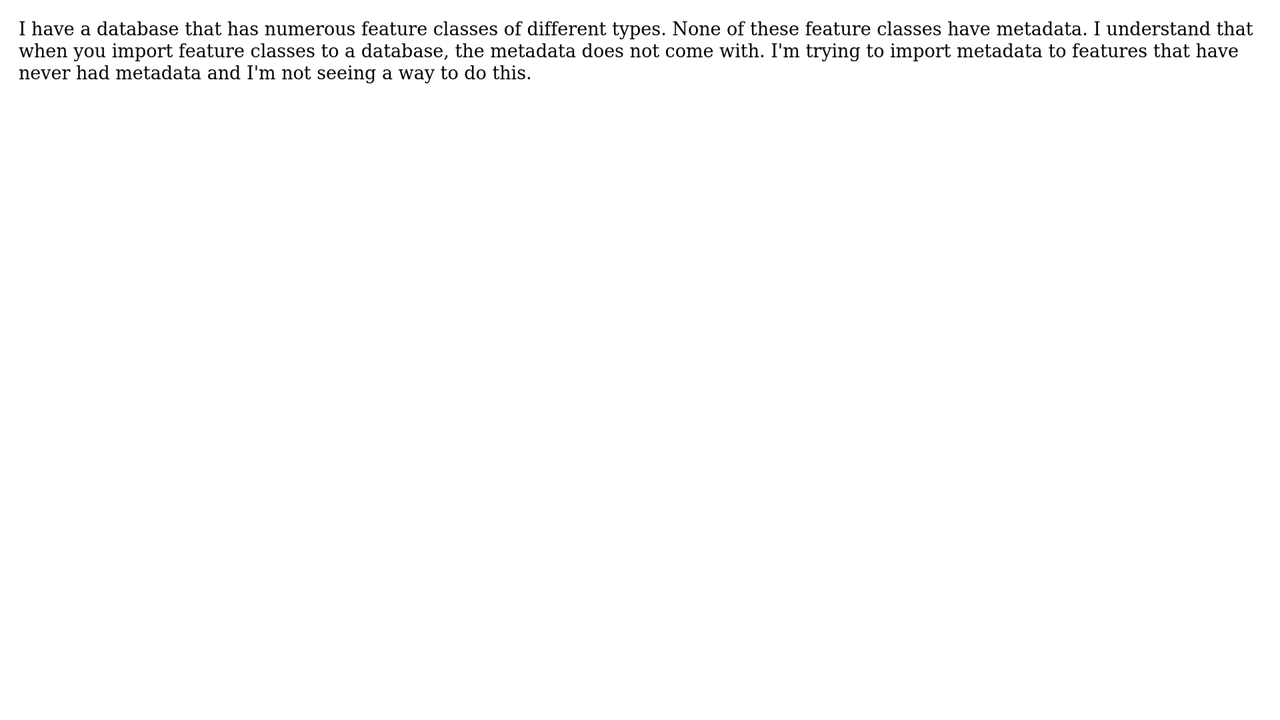 I have a database that has numerous feature classes of different types. None of these feature classes have metadata. I understand that
when you import feature classes to a database, the metadata does not come with. I'm trying to import metadata to features that have
never had metadata and I'm not seeing a way to do this.